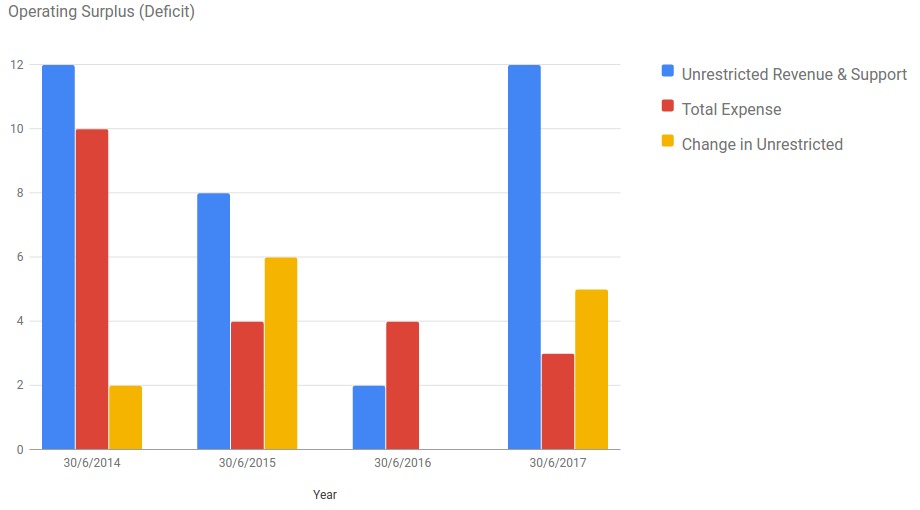 Operating Surplus (Deficit)
12
10
8
6
4
2
0
30/6/2014
30/6/2015
30/6/2016
30/6/2017
Year
Unrestricted Revenue & Support
Total Expense
Change in Unrestricted